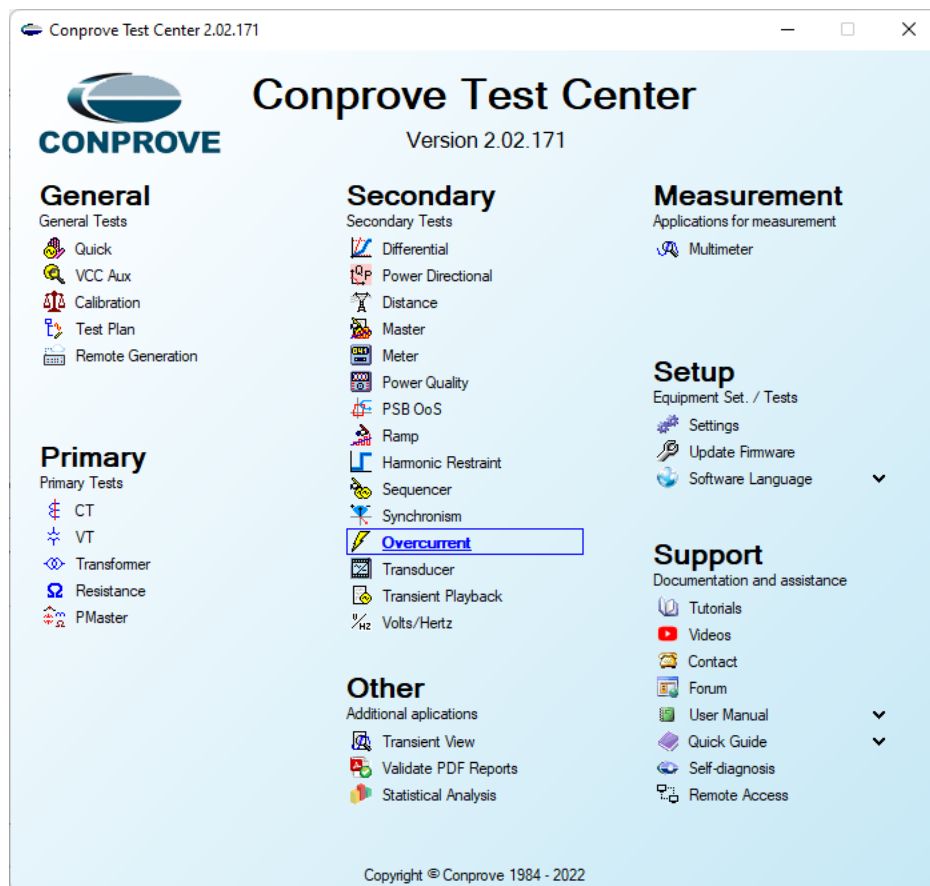 Conprove Test Center 2.02.171
CONPROVE
Conprove Test Center
Version 2.02.171
General
General Tests
Quick
VCC Aux
Calibration
Test Plan
Remote Generation
Primary
Primary Tests
CT
VT
Transformer
Resistance
PMaster
Secondary
Secondary Tests
Differential
Power Directional
Distance
Master
Meter
Power Quality
PSB OoS
Ramp
Harmonic Restraint
Sequencer
Synchronism
Overcurrent
Transducer
Transient Playback
Volts/Hertz
Other
Additional aplications
Transient View
Validate PDF Reports
Statistical Analysis
Measurement
Applications for measurement
Multimeter
Setup
Equipment Set. / Tests
Settings
Update Firmware
Software Language
Support
Documentation and assistance
Tutorials
Videos
Contact
Forum
User Manual
Quick Guide
Self-diagnosis
Remote Access
Copyright © Conprove 1984 - 2022